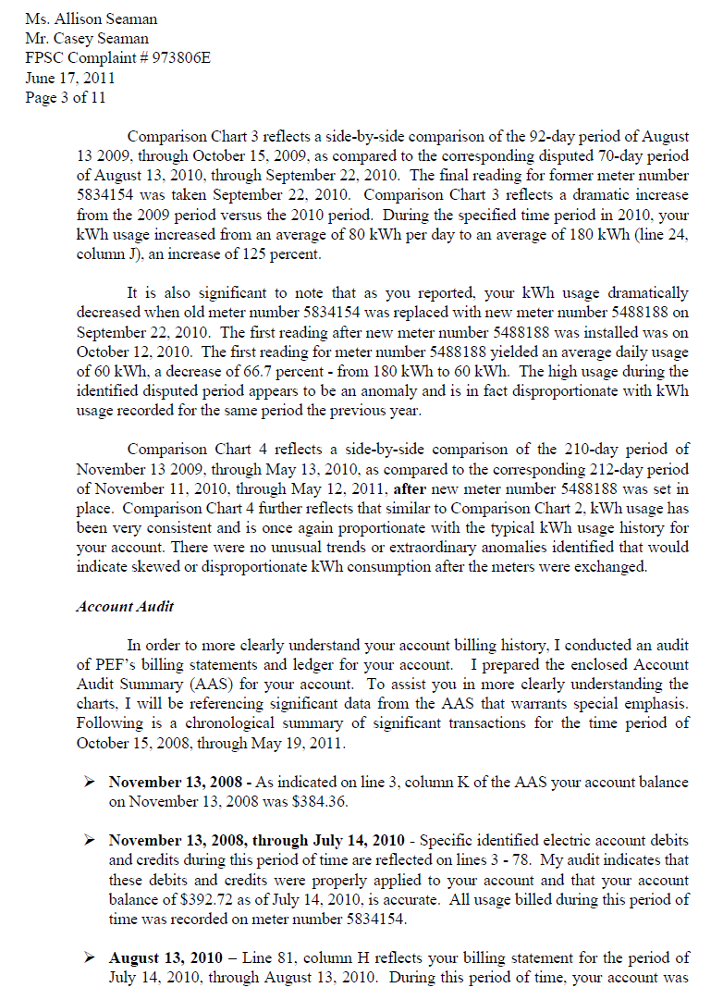 Ms. Allison Seaman
Mr. Casey Seaman
FPSC Complaint # 973806E
June 17, 2011
Page 3 of 11
Comparison Chart 3 reflects a side-by-side comparison of the 92-day period of August
13 2009, through October 15, 2009, as compared to the corresponding disputed 70-day period
of August 13, 2010, through September 22, 2010. The final reading for former meter number
5834154 was taken September 22, 2010. Comparison Chart 3 reflects a dramatic increase
from the 2009 period versus the 2010 period. During the specified time period in 2010, your
kWh usage increased from an average of 80 kWh per day to an average of 180 kWh (line 24,
column J), an increase of 125 percent.
It is also significant to note that as you reported, your kWh usage dramatically
decreased when old meter number 5834154 was replaced with new meter number 5488188 on
September 22, 2010. The first reading after new meter number 5488188 was installed was on
October 12, 2010. The first reading for meter number 5488188 yielded an average daily usage
of 60 kWh, a decrease of 66.7 percent - from 180 kWh to 60 kWh. The high usage during the
identified disputed period appears to be an anomaly and is in fact disproportionate with kWh
usage recorded for the same period the previous year.
Comparison Chart 4 reflects a side-by-side comparison of the 210-day period of
November 13 2009, through May 13, 2010, as compared to the corresponding 212-day period
of November 11, 2010, through May 12, 2011, after new meter number 5488188 was set in
place. Comparison Chart 4 further reflects that similar to Comparison Chart 2, kWh usage has
been very consistent and is once again proportionate with the typical kWh usage history for
your account. There were no unusual trends or extraordinary anomalies identified that would
indicate skewed or disproportionate kWh consumption after the meters were exchanged.
Account Audit
In order to more clearly understand your account billing history, I conducted an audit
of PEF's billing statements and ledger for your account. I prepared the enclosed Account
Audit Summary (AAS) for your account. To assist you in more clearly understanding the
charts, I will be referencing significant data from the AAS that warrants special emphasis.
Following is a chronological summary of significant transactions for the time period of
October 15, 2008, through May 19, 2011.
➢ November 13, 2008 - As indicated on line 3, column K of the AAS your account balance
on November 13, 2008 was $384.36.
➢ November 13, 2008, through July 14, 2010 - Specific identified electric account debits
and credits during this period of time are reflected on lines 3 - 78. My audit indicates that
these debits and credits were properly applied to your account and that your account
balance of $392.72 as of July 14, 2010, is accurate. All usage billed during this period of
time was recorded on meter number 5834154.
➢ August 13, 2010 – Line 81, column H reflects your billing statement for the period of
July 14, 2010, through August 13, 2010. During this period of time, your account was